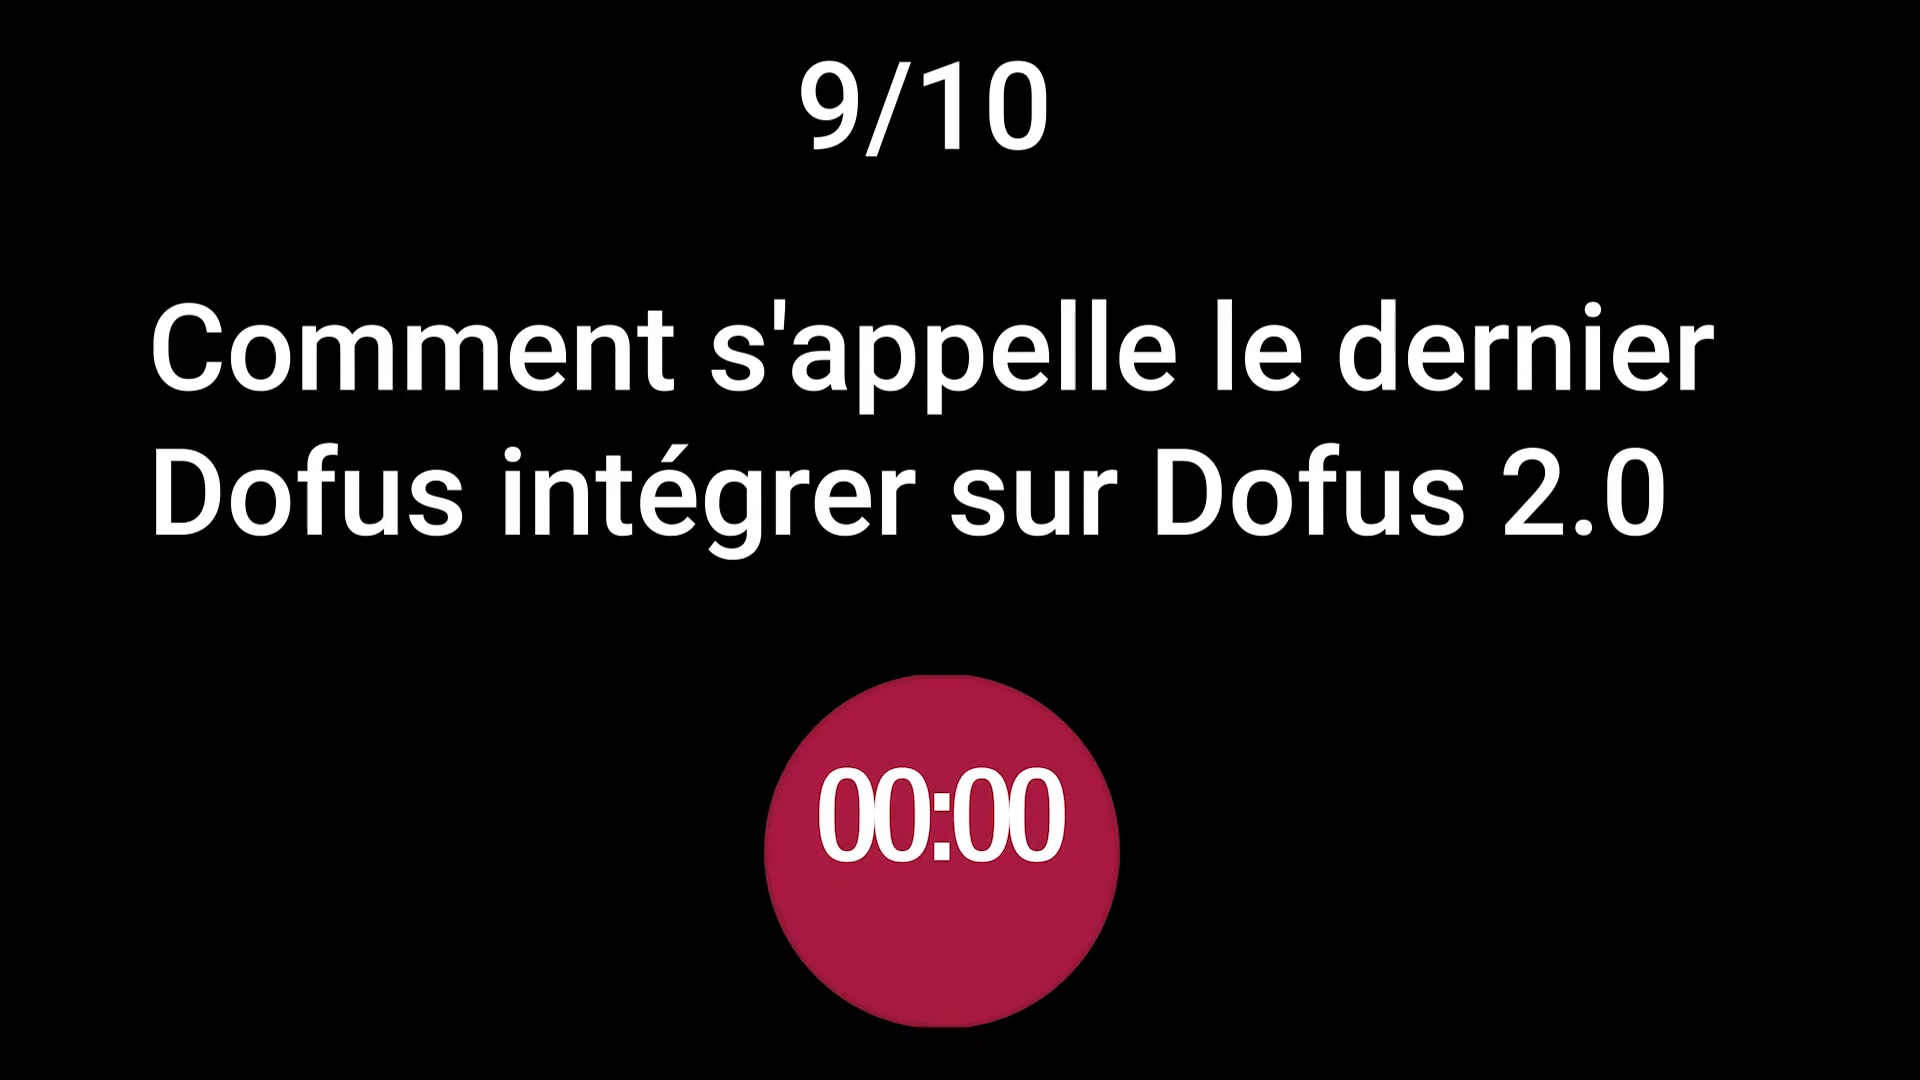 9/10
Comment s'appelle le dernier
Dofus intégrer sur Dofus 2.0
00:00